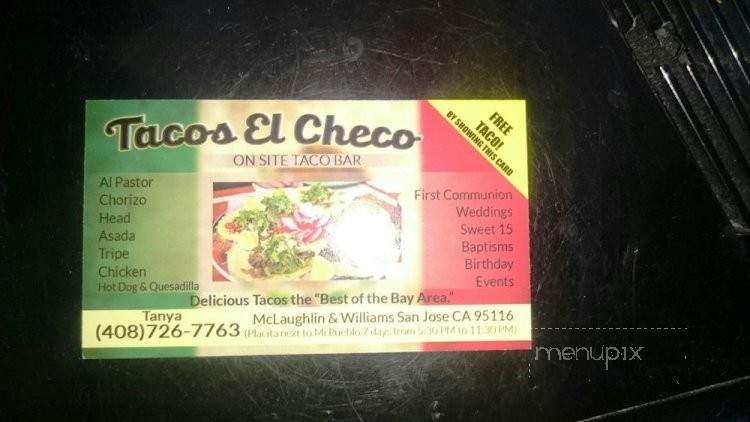 Tacos El Checo
ON SITE TACO BAR
FREE
TACO!
BY SHOWING THIS CARD
Al Pastor
Chorizo
Head
Asada
Tripe
Chicken
Hot Dog & Quesadilla
First Communion
Weddings
Sweet 15
Baptisms
Birthday
Events
Delicious Tacos the "Best of the Bay Area."
Tanya
(408)726-7763
McLaughlin & Williams San Jose CA 95116
(Placita next to Mi Pueblo 7 days from 5:30 PM to 11:30 PM)
menupix